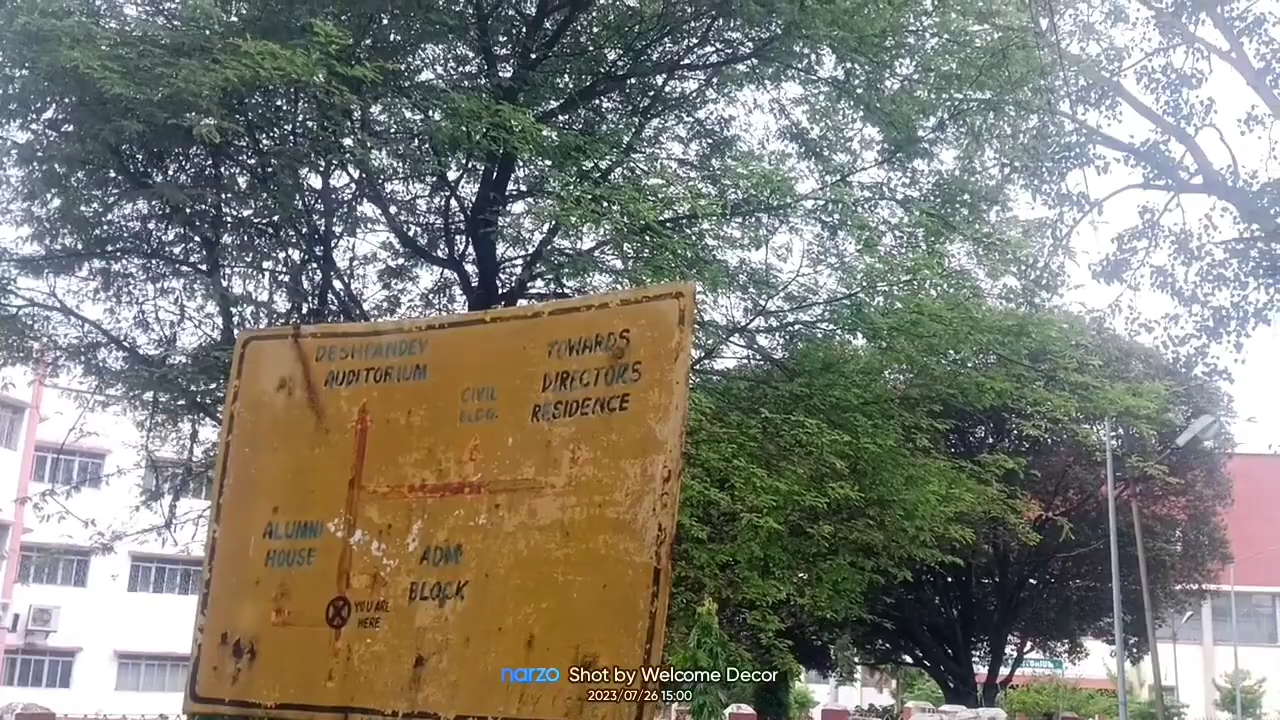 DESHPANDEY
AUDITORIUM
TOWARDS
DIRECTORS
RESIDENCE
CIVIL
BLDG.
ALUMNI
HOUSE
ADM
BLOCK
YOU ARE
HERE
narzo Shot by Welcome Decor
2023/07/26 15:00